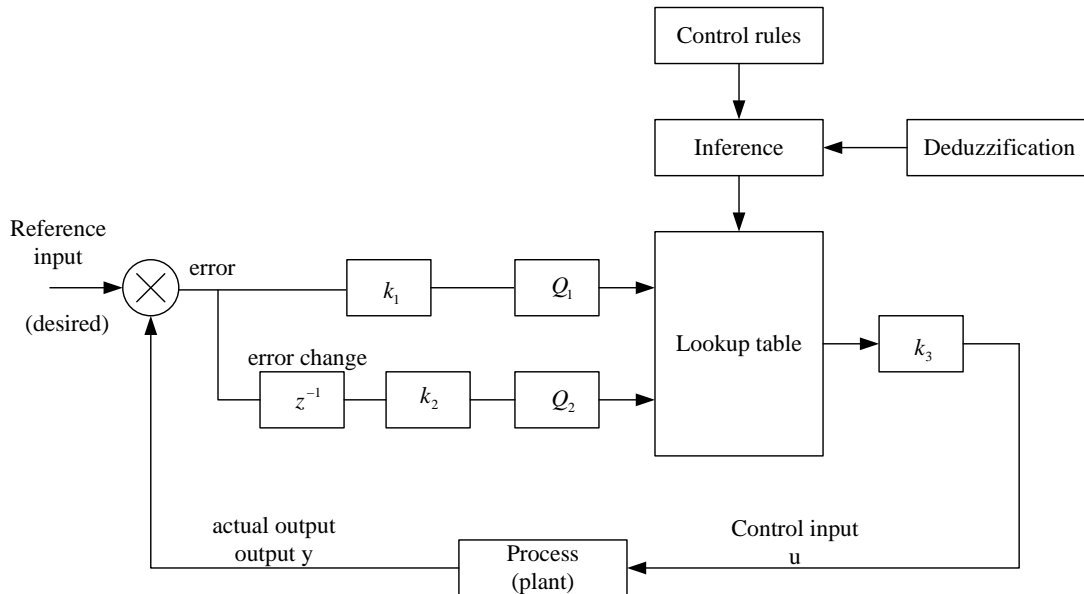 Control rules
Inference
Deduzzification
Reference
input
(desired)
error
k₁
Q₁
Lookup table
k₃
error change
z⁻¹
k₂
Q₂
actual output
output y
Process
(plant)
Control input
u